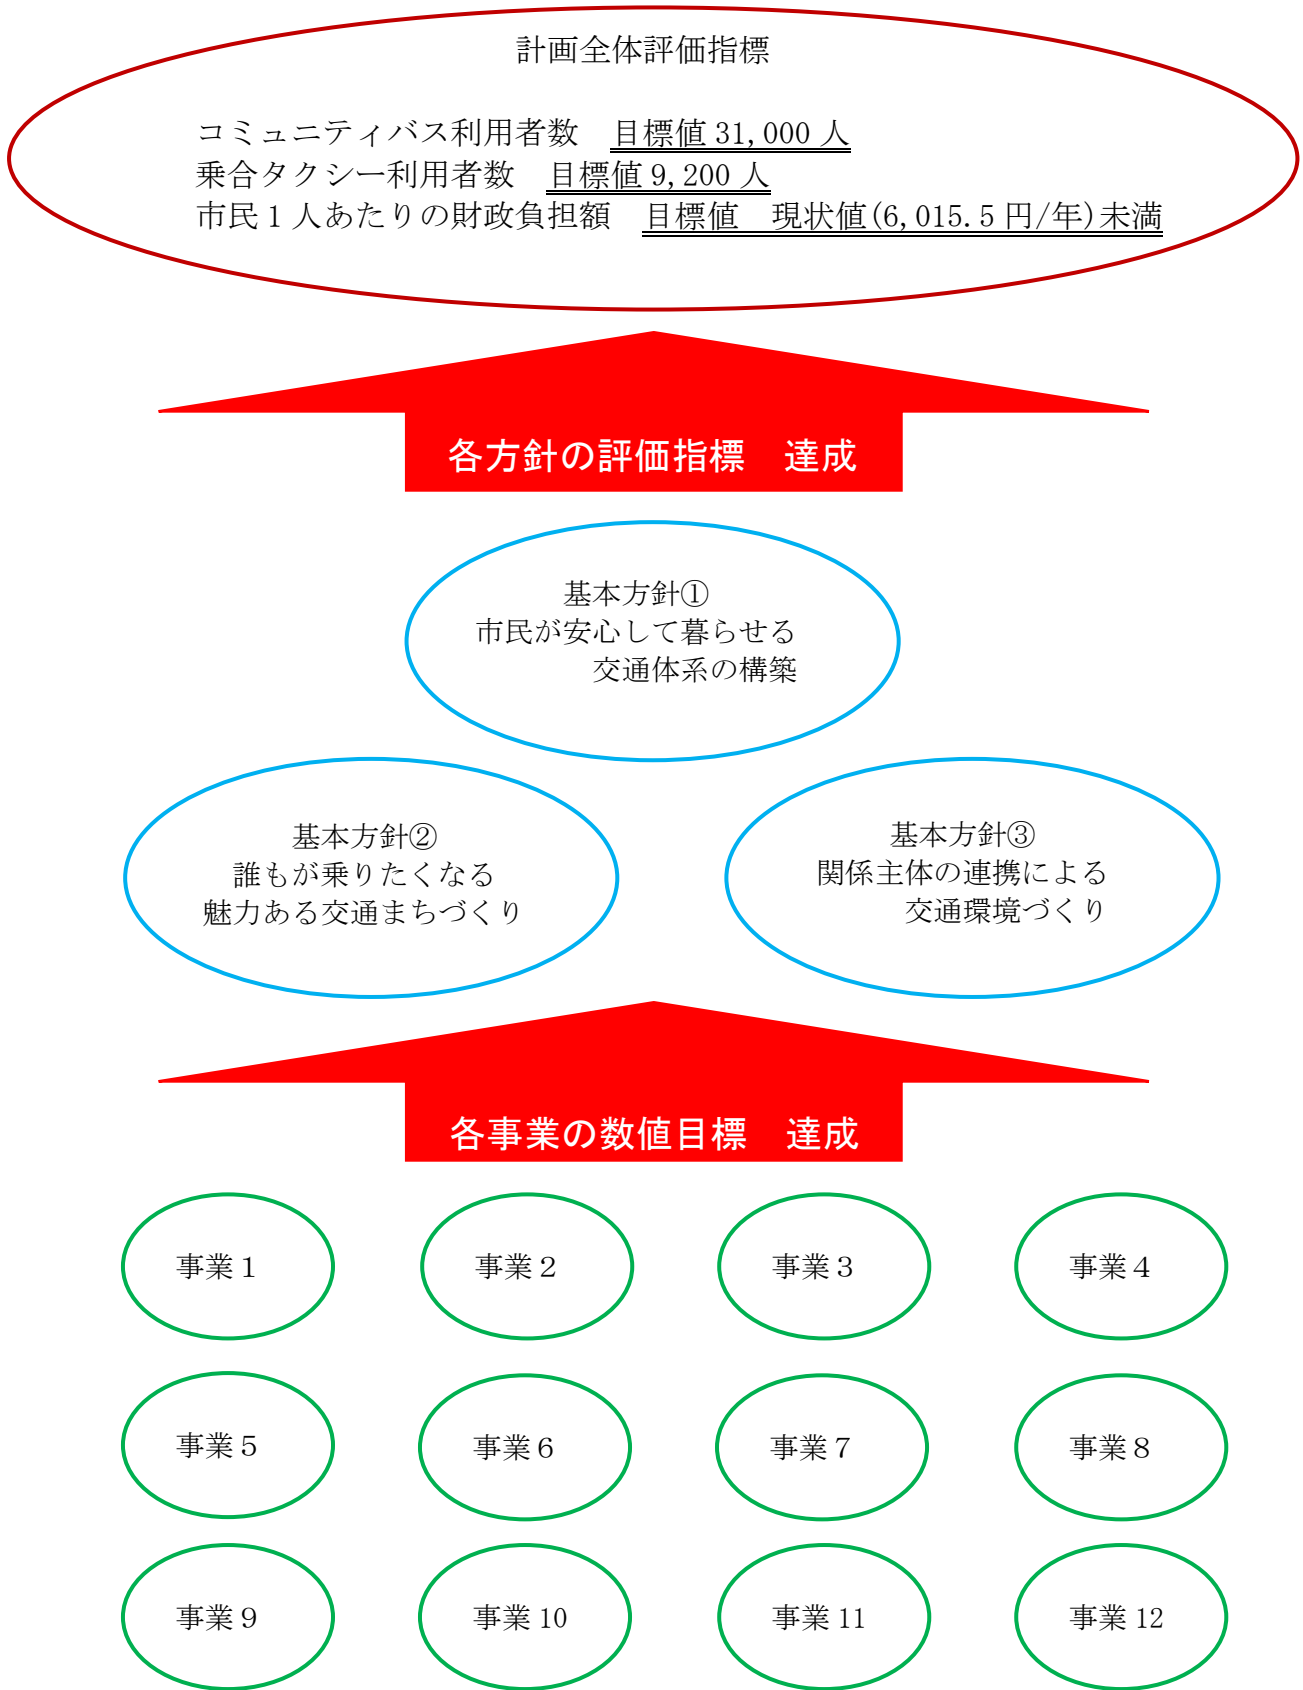 計画全体評価指標
コミュニティバス利用者数　目標値 31,000 人
乗合タクシー利用者数　目標値 9,200 人
市民1人あたりの財政負担額　目標値　現状値(6,015.5 円/年)未満
各方針の評価指標　達成
基本方針①
市民が安心して暮らせる
交通体系の構築
基本方針②
誰もが乗りたくなる
魅力ある交通まちづくり
基本方針③
関係主体の連携による
交通環境づくり
各事業の数値目標　達成
事業１
事業２
事業３
事業４
事業５
事業６
事業７
事業８
事業９
事業 10
事業 11
事業 12